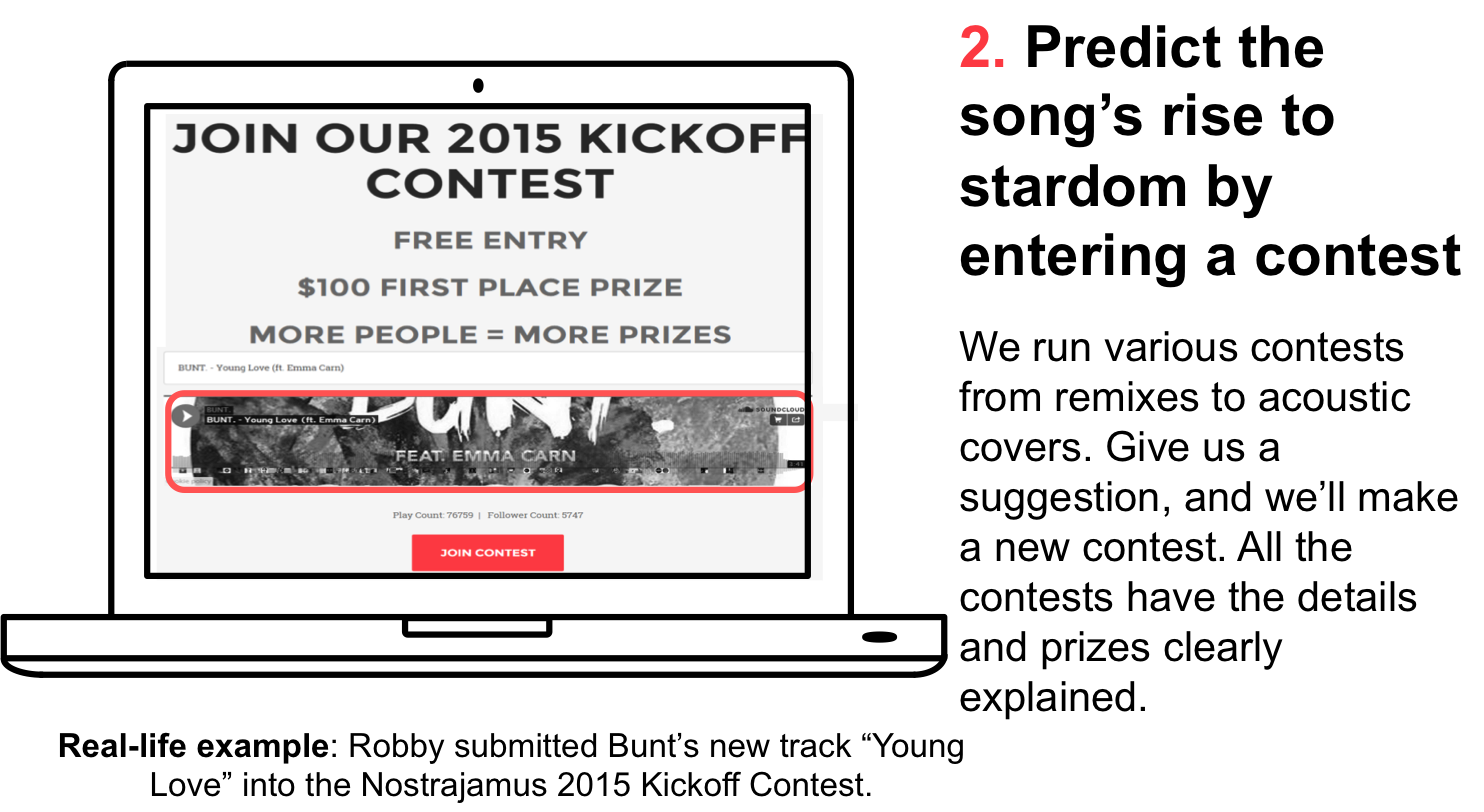 JOIN OUR 2015 KICKOFF
CONTEST
FREE ENTRY
$100 FIRST PLACE PRIZE
MORE PEOPLE = MORE PRIZES
BUNT. - Young Love (ft. Emma Carn)
BUNT.
BUNT. - Young Love (ft. Emma Carn)
SOUNDCLOUD
BUNT.
FEAT. EMMA CARN
Play Count: 76759 | Follower Count: 5747
JOIN CONTEST
Real-life example: Robby submitted Bunt’s new track “Young
Love” into the Nostrajamus 2015 Kickoff Contest.
2. Predict the
song’s rise to
stardom by
entering a contest
We run various contests
from remixes to acoustic
covers. Give us a
suggestion, and we’ll make
a new contest. All the
contests have the details
and prizes clearly
explained.